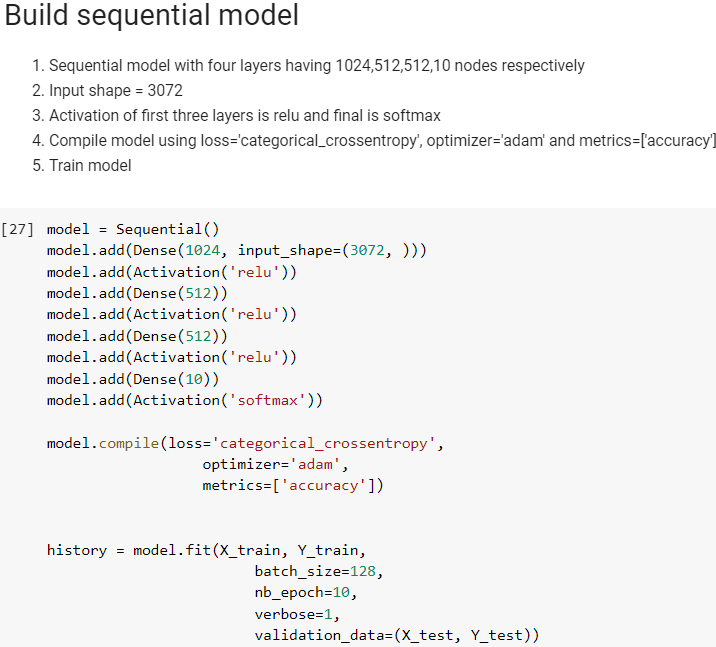 Build sequential model
1. Sequential model with four layers having 1024,512,512,10 nodes respectively
2. Input shape = 3072
3. Activation of first three layers is relu and final is softmax
4. Compile model using loss='categorical_crossentropy', optimizer='adam' and metrics=['accuracy']
5. Train model
[27] model = Sequential()
model.add(Dense(1024, input_shape=(3072, )))
model.add(Activation('relu'))
model.add(Dense(512))
model.add(Activation('relu'))
model.add(Dense(512))
model.add(Activation('relu'))
model.add(Dense(10))
model.add(Activation('softmax'))
model.compile(loss='categorical_crossentropy',
optimizer='adam',
metrics=['accuracy'])
history = model.fit(X_train, Y_train,
batch_size=128,
nb_epoch=10,
verbose=1,
validation_data=(X_test, Y_test))